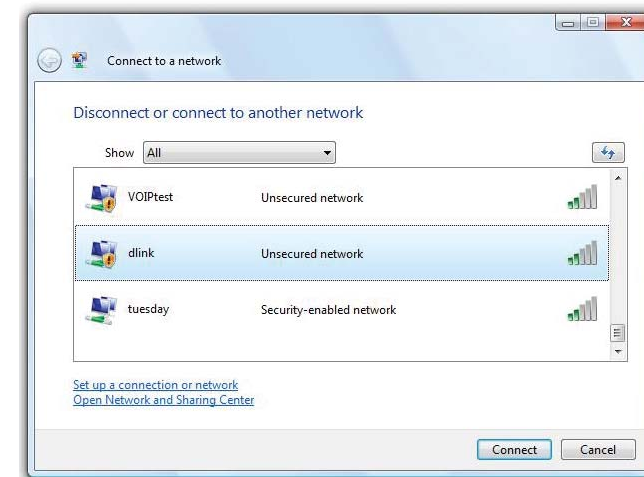 Connect to a network
Disconnect or connect to another network
Show All
VOIPtest Unsecured network
dlink Unsecured network
tuesday Security-enabled network
Set up a connection or network
Open Network and Sharing Center
Connect Cancel